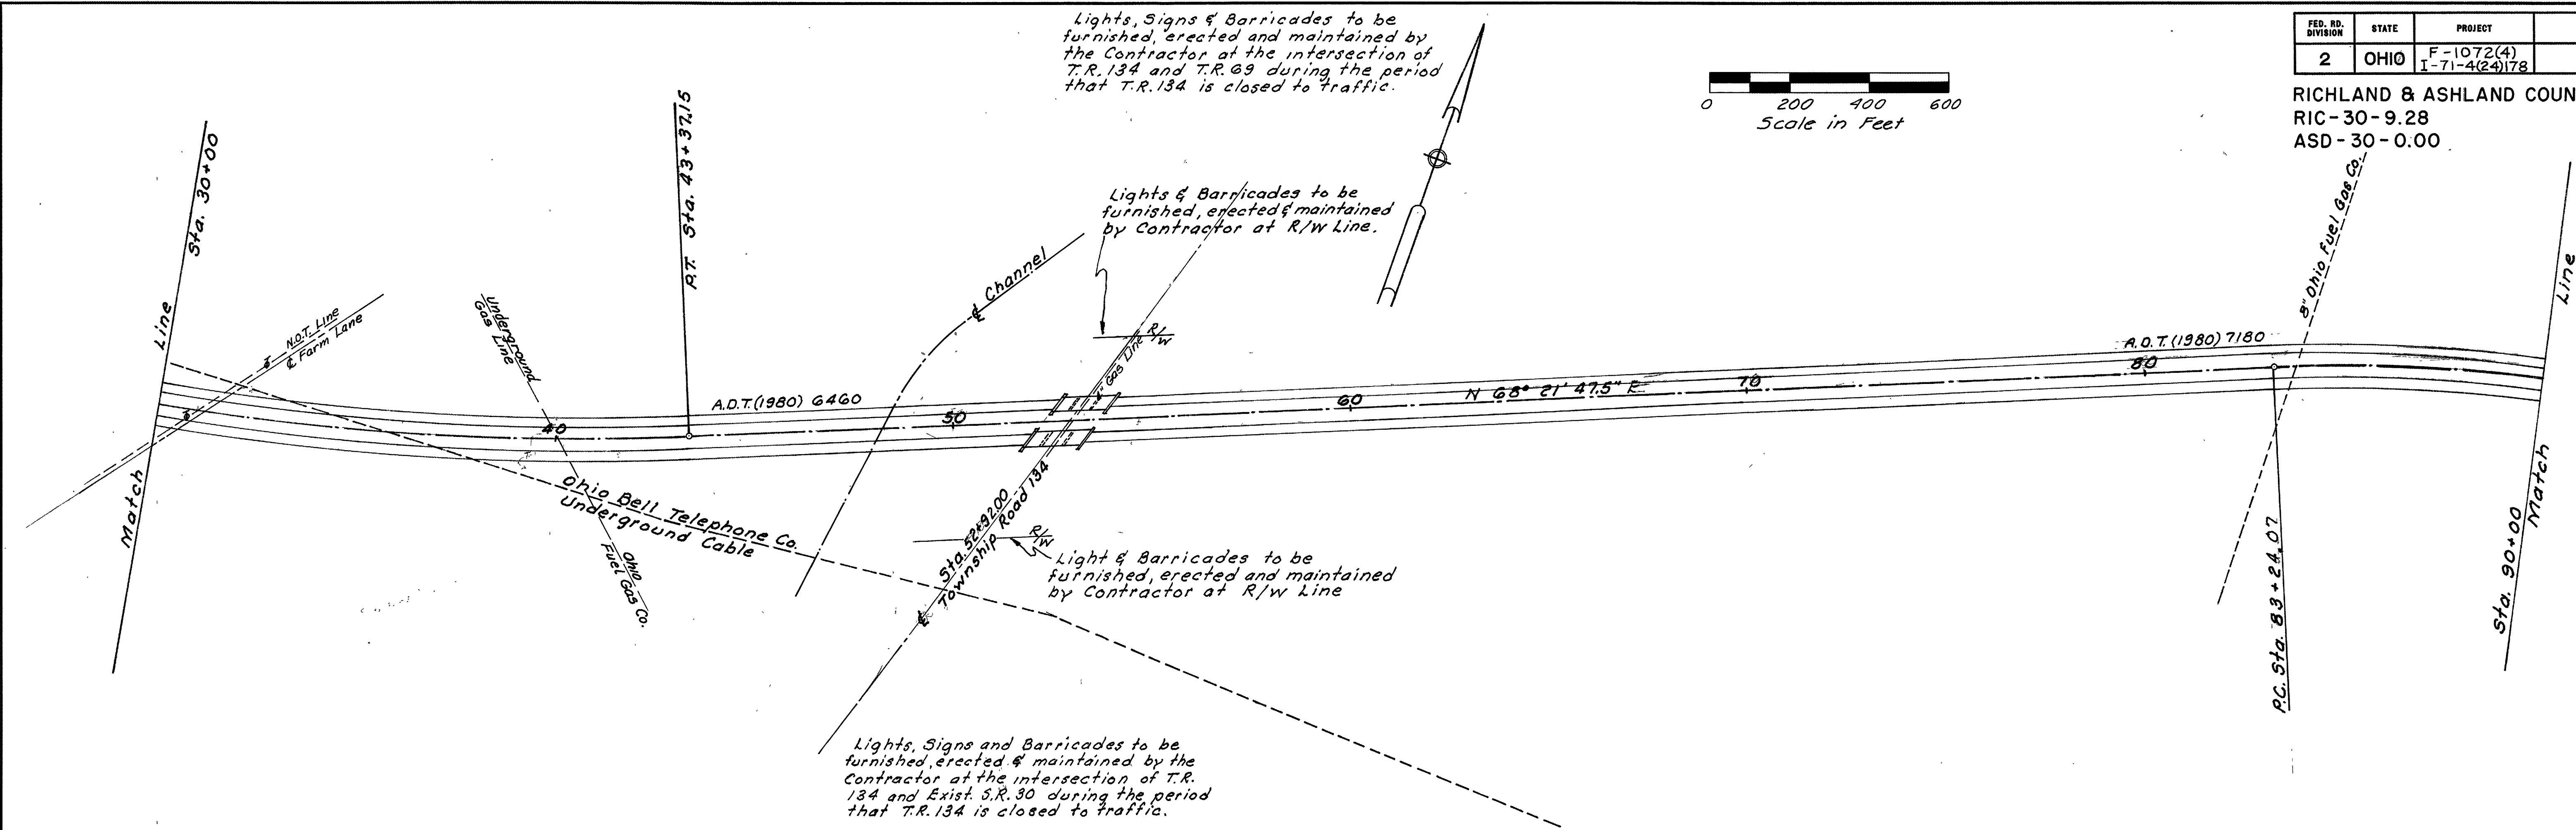 Lights, Signs & Barricades to be
furnished, erected and maintained by
the Contractor at the intersection of
T.R. 134 and T.R. 69 during the period
that T.R. 134 is closed to traffic.
0 200 400 600
Scale in Feet
FED. RD. DIVISION STATE PROJECT
2 OHIO F-1072(4)
I-71-4(24)178
RICHLAND & ASHLAND COUN
RIC-30-9.28
ASD-30-0.00
Match Line Sta. 30+00
P.T. Sta. 43+37.15
N.O.T. Line
℄ Farm Lane
Underground
Gas Line
Ohio
Fuel Gas Co.
℄ Channel
Lights & Barricades to be
furnished, erected & maintained
by Contractor at R/W Line.
R/W
Gas Line
8" Ohio Fuel Gas Co.
A.D.T. (1980) 6460
A.D.T. (1980) 7180
40
50
60
N 68° 21' 47.5" E
70
80
Ohio Bell Telephone Co.
Underground Cable
Sta. 52+92.00
℄ Township Road 134
R/W
Light & Barricades to be
furnished, erected and maintained
by Contractor at R/W Line
P.C. Sta. 83+24.07
Sta. 90+00
Match Line
Lights, Signs and Barricades to be
furnished, erected & maintained by the
Contractor at the intersection of T.R.
134 and Exist. S.R. 30 during the period
that T.R. 134 is closed to traffic.